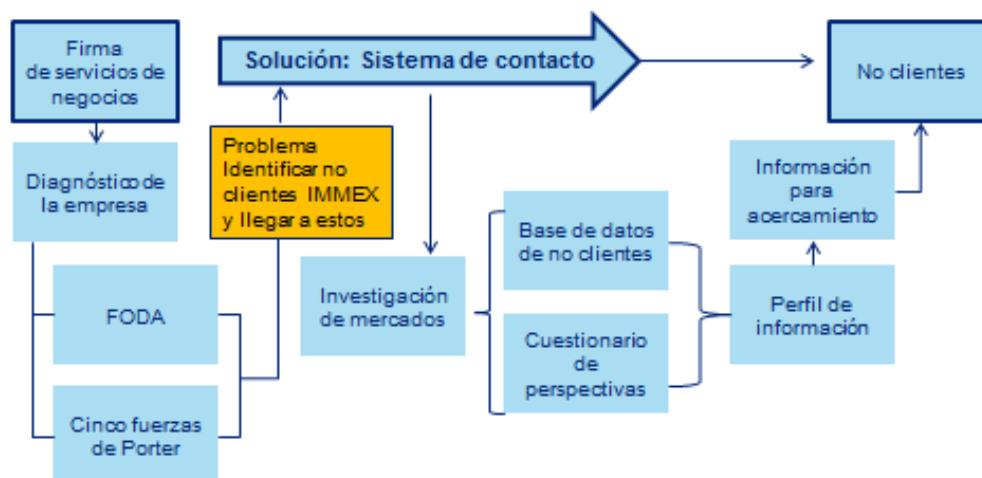 Firma
de servicios de
negocios
Solución: Sistema de contacto
No clientes
Diagnóstico de
la empresa
Problema
Identificar no
clientes IMMEX
y llegar a estos
FODA
Cinco fuerzas
de Porter
Investigación
de mercados
Base de datos
de no clientes
Cuestionario
de
perspectivas
Información
para
acercamiento
Perfil de
información